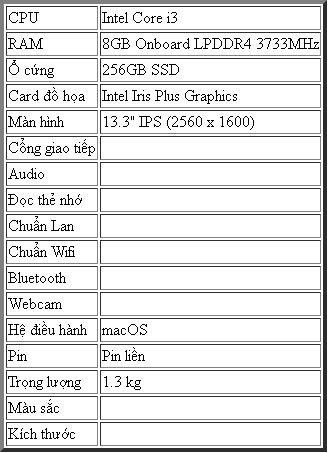 CPU Intel Core i3
RAM 8GB Onboard LPDDR4 3733MHz
Ổ cứng 256GB SSD
Card đồ họa Intel Iris Plus Graphics
Màn hình 13.3" IPS (2560 x 1600)
Cổng giao tiếp
Audio
Đọc thẻ nhớ
Chuẩn Lan
Chuẩn Wifi
Bluetooth
Webcam
Hệ điều hành macOS
Pin Pin liền
Trọng lượng 1.3 kg
Màu sắc
Kích thước